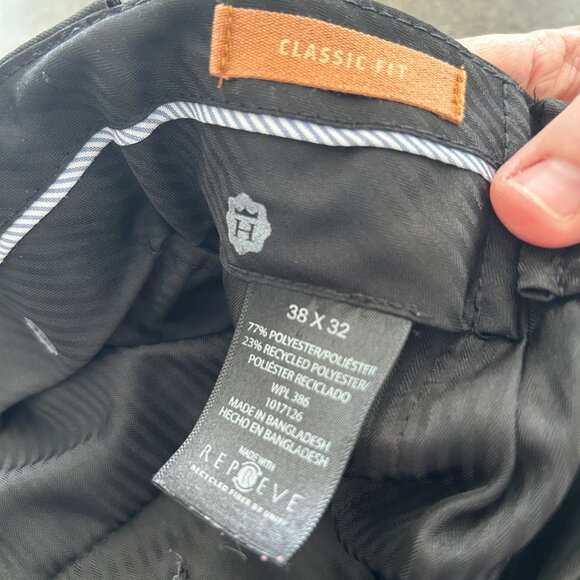 CLASSIC FIT
H
38 X 32
77% POLYESTER/POLIÉSTER
23% RECYCLED POLYESTER/
POLIÉSTER RECICLADO
WPL 386
1017126
MADE IN BANGLADESH
HECHO EN BANGLADESH
MADE WITH
REPREVE
RECYCLED FIBER BY UNIFI